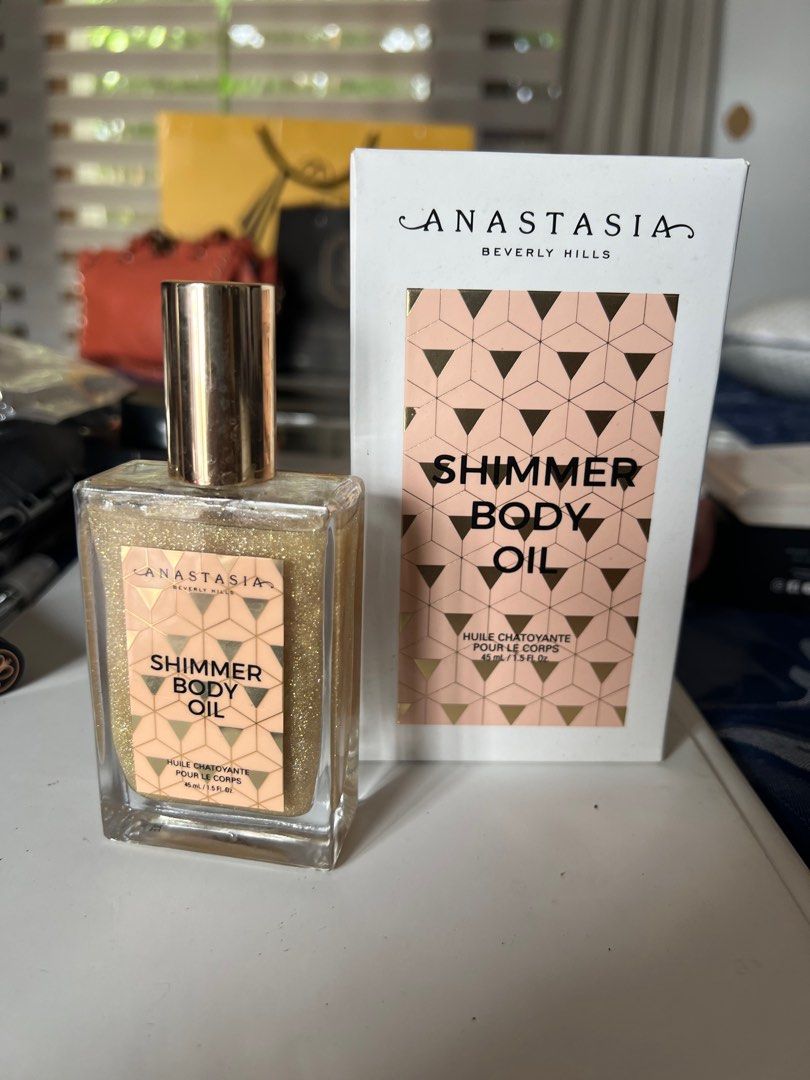 ANASTASIA
BEVERLY HILLS
SHIMMER
BODY
OIL
HUILE CHATOYANTE
POUR LE CORPS
45 mL / 1.5 Fl. Oz.
ANASTASIA
BEVERLY HILLS
SHIMMER
BODY
OIL
HUILE CHATOYANTE
POUR LE CORPS
45 mL / 1.5 Fl. Oz.